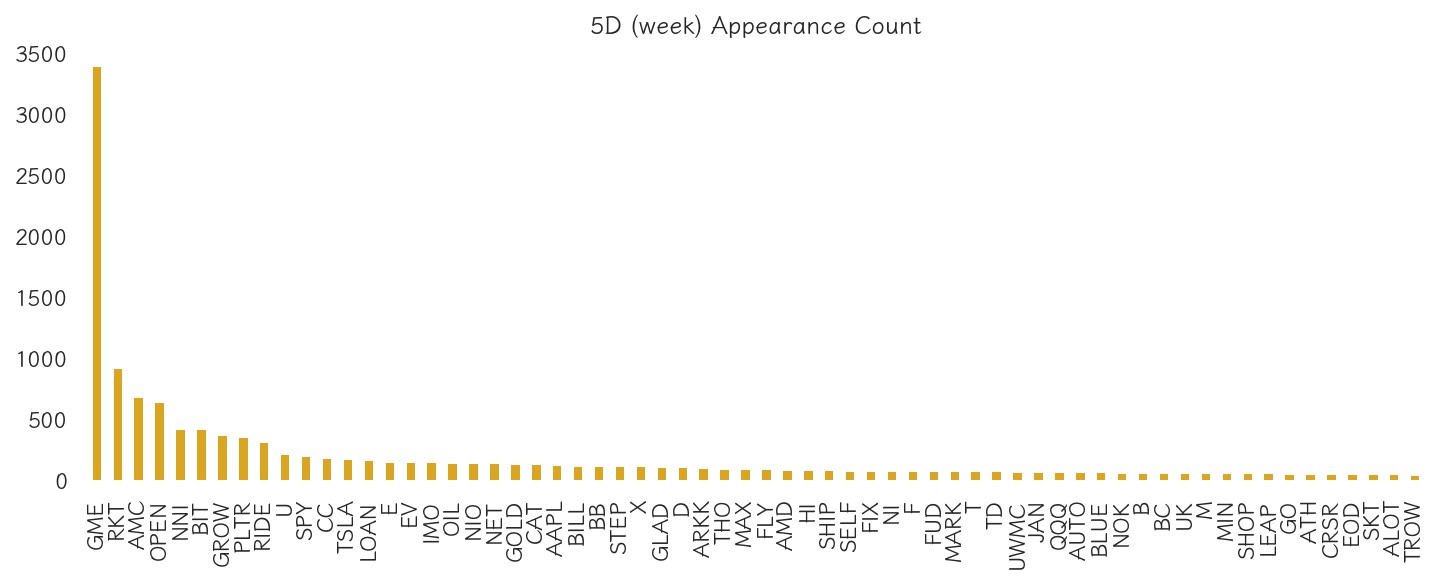 5D (week) Appearance Count
3500
3000
2500
2000
1500
1000
500
0
GME
RKT
AMC
OPEN
NNI
BIT
GROW
PLTR
RIDE
U
SPY
CC
TSLA
LOAN
E
EV
IMO
OIL
NIO
NET
GOLD
CAT
AAPL
BILL
BB
STEP
X
GLAD
D
ARKK
THO
MAX
FLY
AMD
HI
SHIP
SELF
FIX
NI
F
FUD
MARK
T
TD
UWMC
JAN
QQQ
AUTO
BLUE
NOK
B
BC
UK
M
MIN
SHOP
LEAP
GO
ATH
CRSR
EOD
SKT
ALOT
TROW